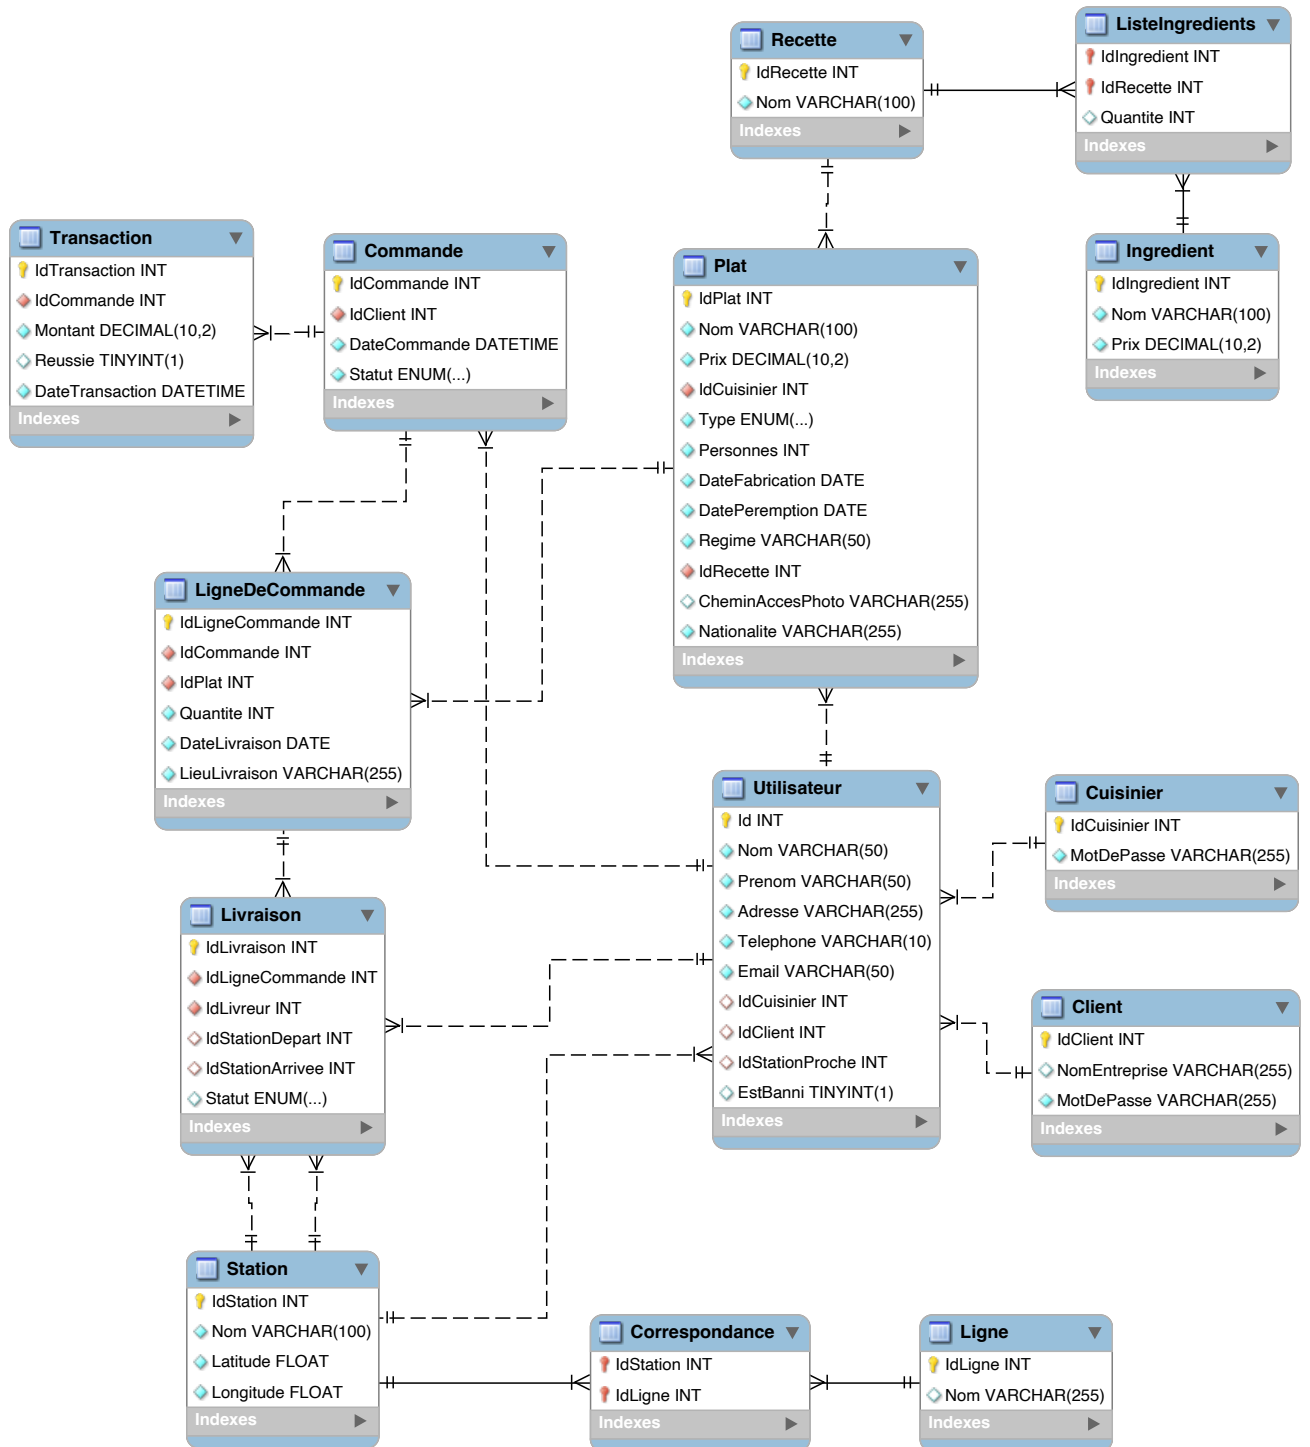 Recette
IdRecette INT
Nom VARCHAR(100)
Indexes
ListeIngredients
IdIngredient INT
IdRecette INT
Quantite INT
Indexes
Transaction
IdTransaction INT
IdCommande INT
Montant DECIMAL(10,2)
Reussie TINYINT(1)
DateTransaction DATETIME
Indexes
Commande
IdCommande INT
IdClient INT
DateCommande DATETIME
Statut ENUM(...)
Indexes
Plat
IdPlat INT
Nom VARCHAR(100)
Prix DECIMAL(10,2)
IdCuisinier INT
Type ENUM(...)
Personnes INT
DateFabrication DATE
DatePeremption DATE
Regime VARCHAR(50)
IdRecette INT
CheminAccesPhoto VARCHAR(255)
Nationalite VARCHAR(255)
Indexes
Ingredient
IdIngredient INT
Nom VARCHAR(100)
Prix DECIMAL(10,2)
Indexes
LigneDeCommande
IdLigneCommande INT
IdCommande INT
IdPlat INT
Quantite INT
DateLivraison DATE
LieuLivraison VARCHAR(255)
Indexes
Utilisateur
Id INT
Nom VARCHAR(50)
Prenom VARCHAR(50)
Adresse VARCHAR(255)
Telephone VARCHAR(10)
Email VARCHAR(50)
IdCuisinier INT
IdClient INT
IdStationProche INT
EstBanni TINYINT(1)
Indexes
Cuisinier
IdCuisinier INT
MotDePasse VARCHAR(255)
Indexes
Livraison
IdLivraison INT
IdLigneCommande INT
IdLivreur INT
IdStationDepart INT
IdStationArrivee INT
Statut ENUM(...)
Indexes
Client
IdClient INT
NomEntreprise VARCHAR(255)
MotDePasse VARCHAR(255)
Indexes
Station
IdStation INT
Nom VARCHAR(100)
Latitude FLOAT
Longitude FLOAT
Indexes
Correspondance
IdStation INT
IdLigne INT
Indexes
Ligne
IdLigne INT
Nom VARCHAR(255)
Indexes